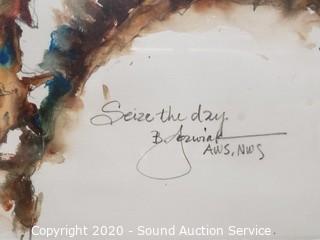 Seize the day.
B.
AWS, NWS
Copyright 2020 - Sound Auction Service